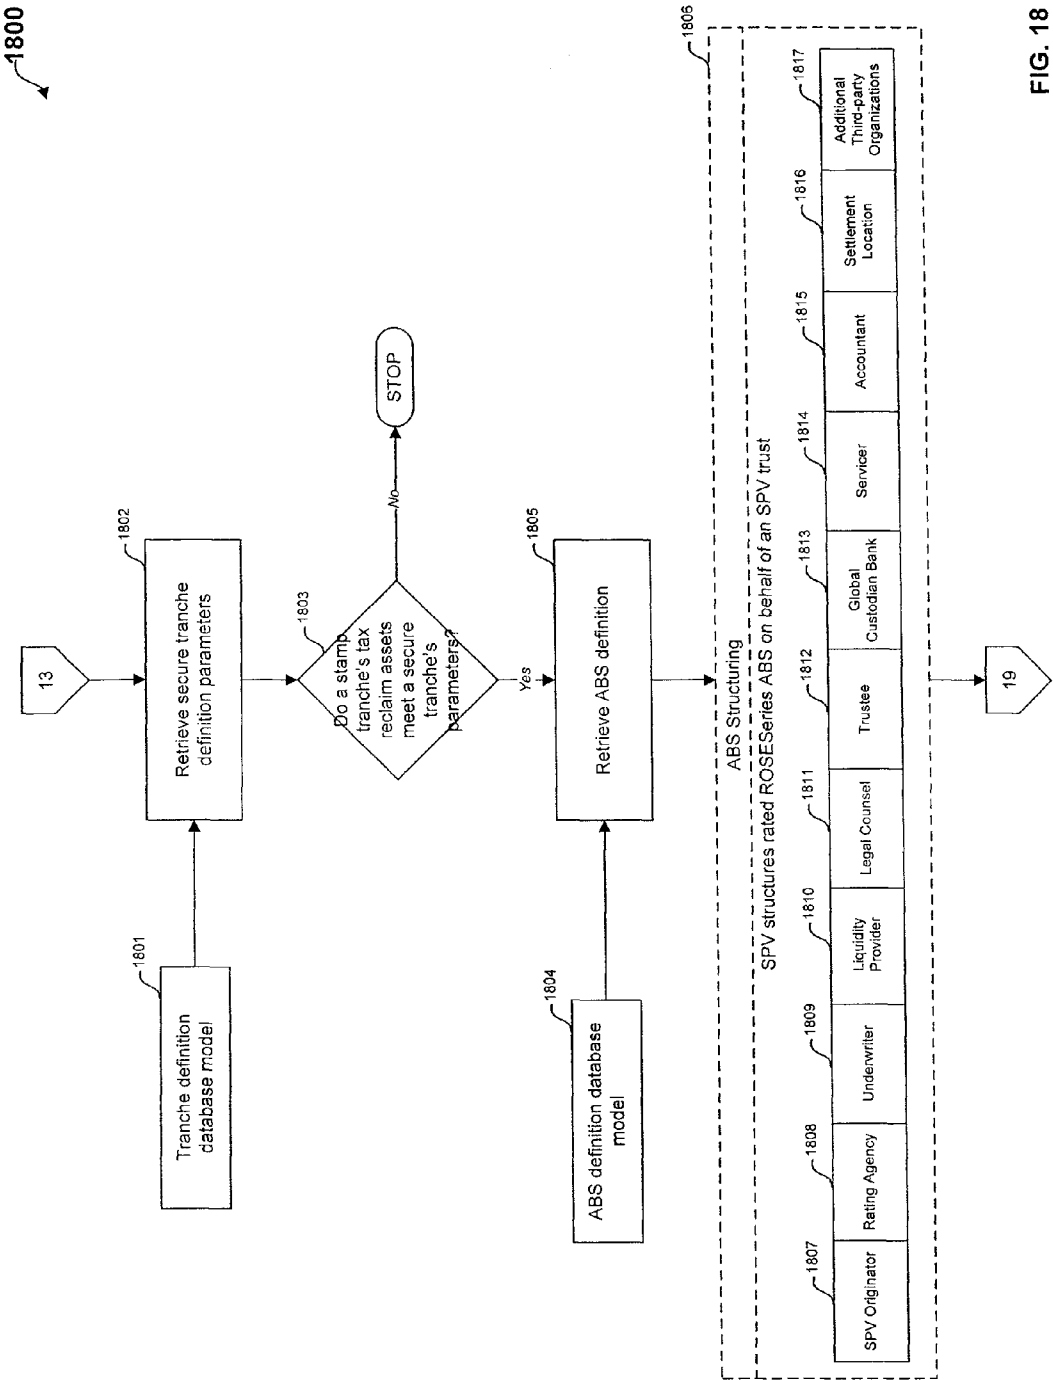 1800
13
1801
Tranche definition
database model
1802
Retrieve secure tranche
definition parameters
1803
Do a stamp
tranche's tax
reclaim assets
meet a secure
tranche's
parameters?
No
STOP
Yes
1804
ABS definition database
model
1805
Retrieve ABS definition
1806
ABS Structuring
SPV structures rated ROSESeries ABS on behalf of an SPV trust
1807
SPV Originator
1808
Rating Agency
1809
Underwriter
1810
Liquidity
Provider
1811
Legal Counsel
1812
Trustee
1813
Global
Custodian Bank
1814
Servicer
1815
Accountant
1816
Settlement
Location
1817
Additional
Third-party
Organizations
19
FIG. 18